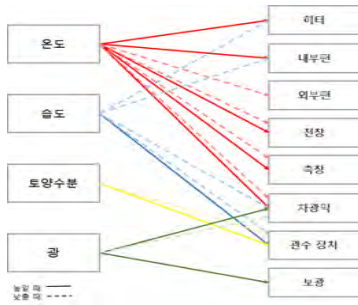 온도
습도
토양수분
광
히터
내부팬
외부팬
천창
측창
차광막
관수 장치
보광
높일 때
낮출 때